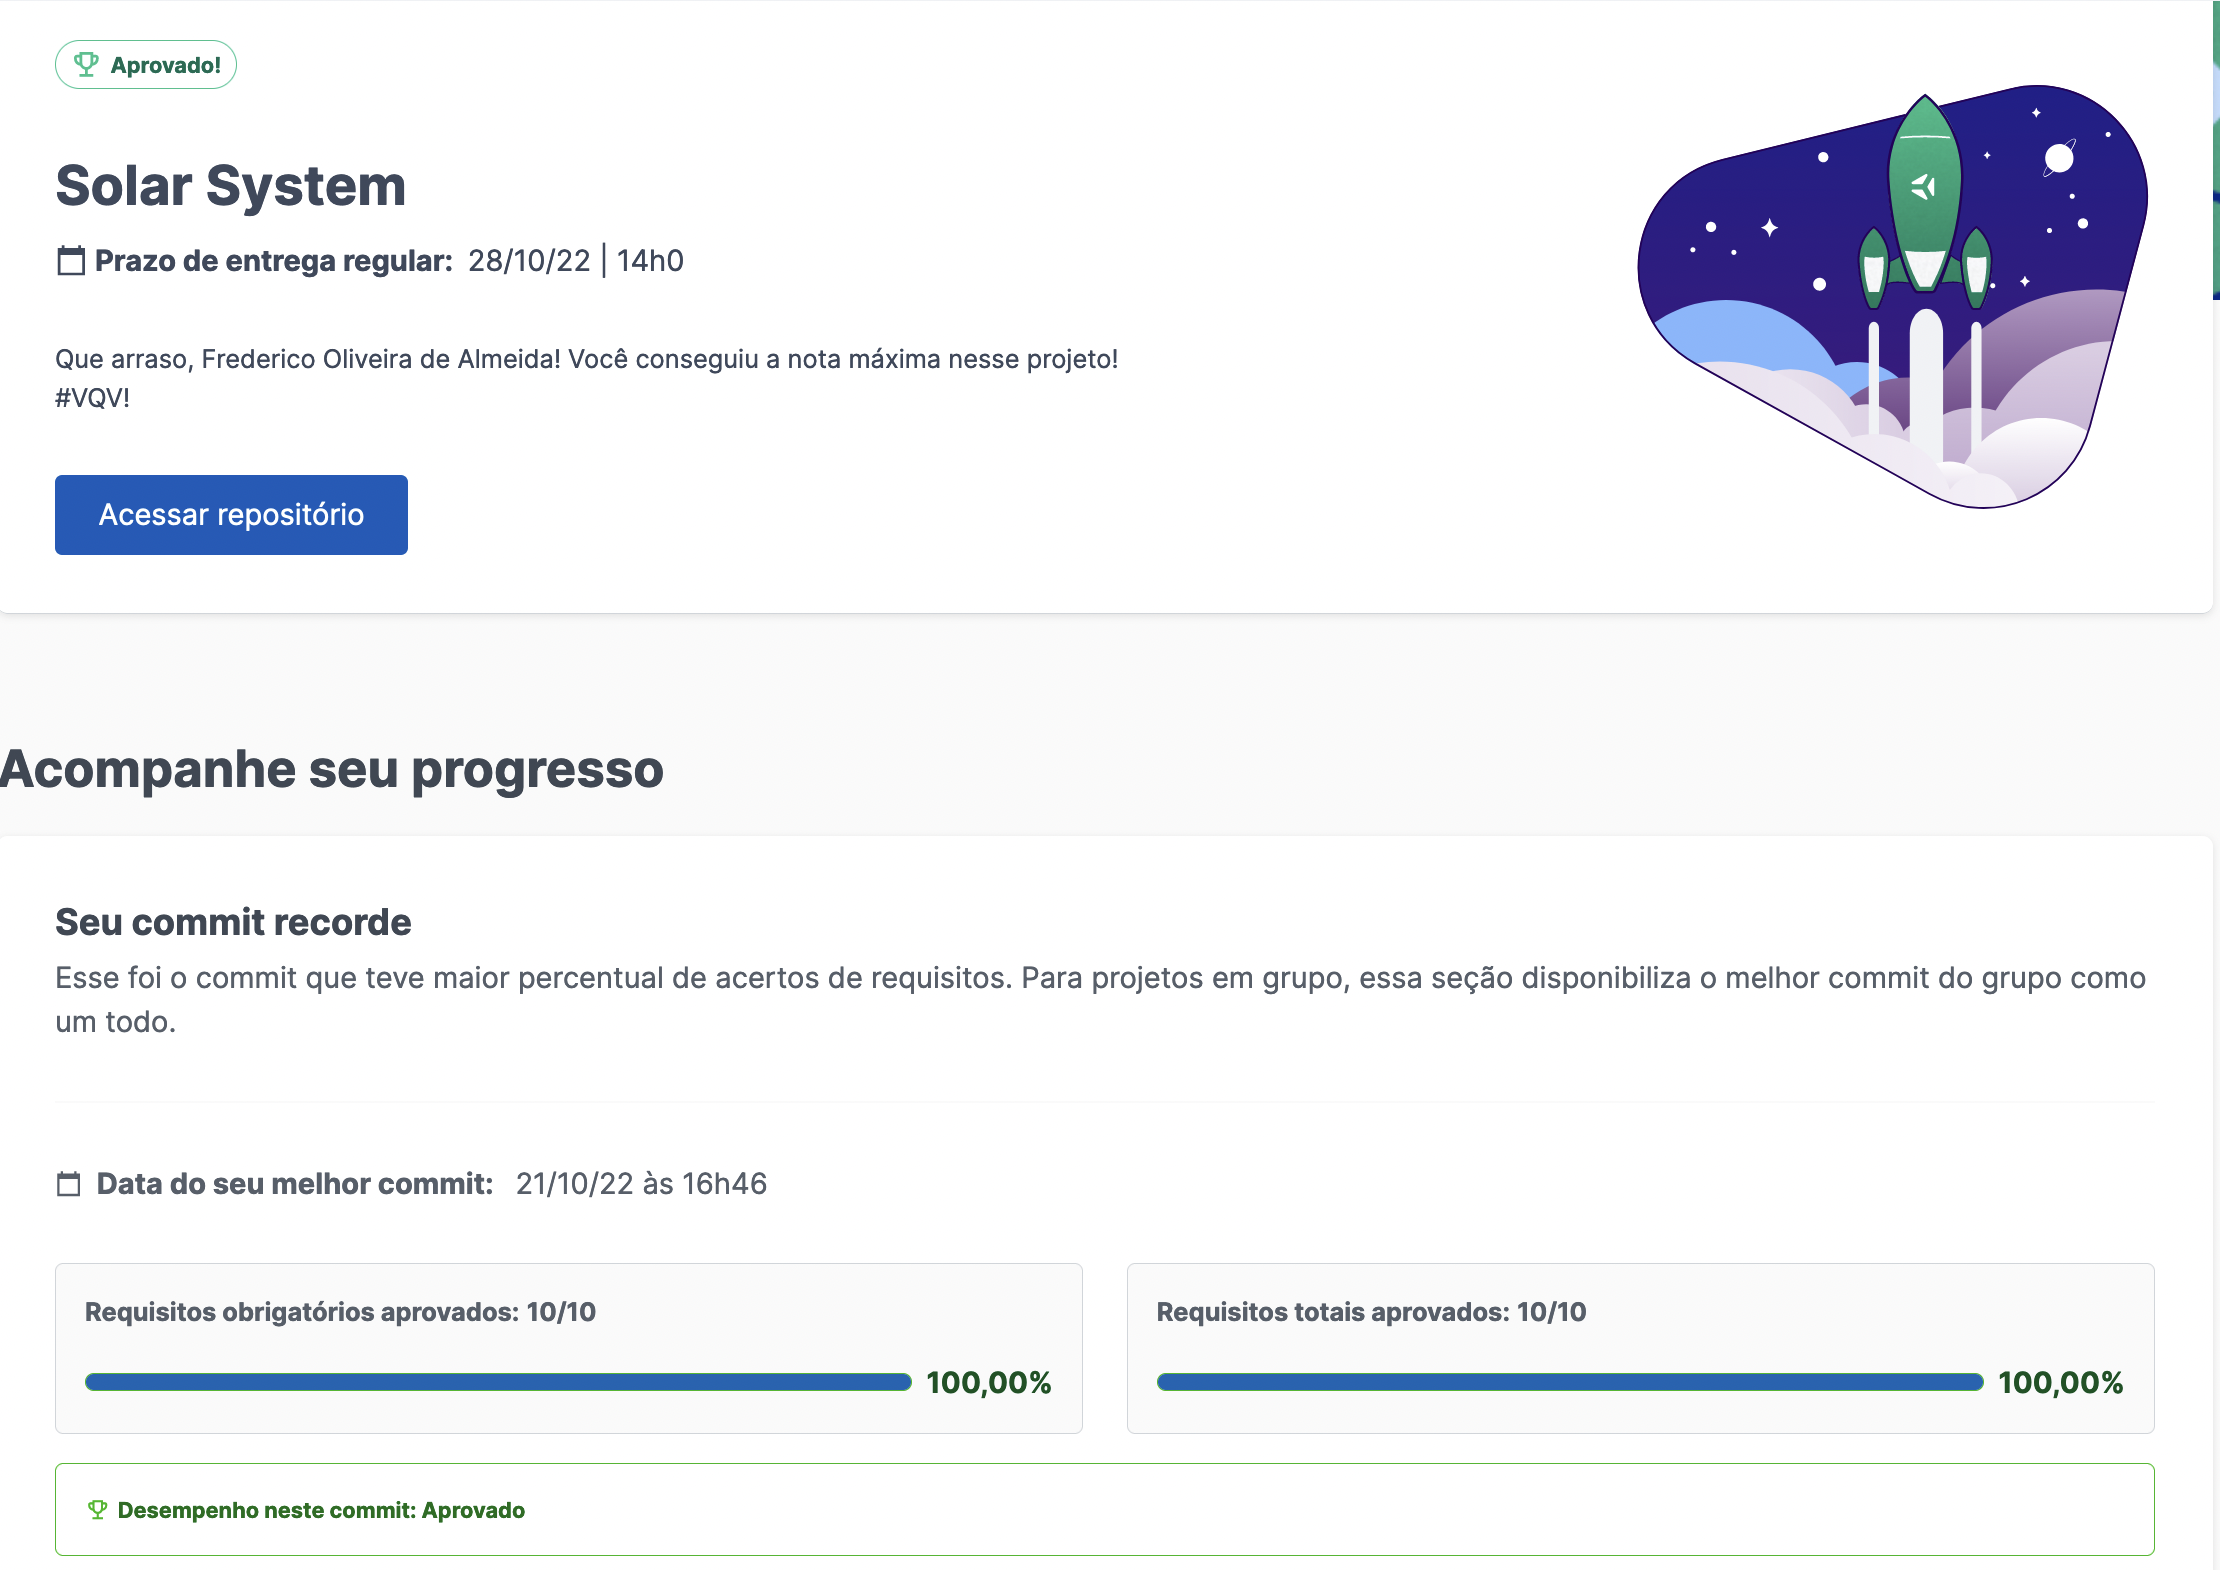 Aprovado!
Solar System
Prazo de entrega regular: 28/10/22 | 14h0
Que arraso, Frederico Oliveira de Almeida! Você conseguiu a nota máxima nesse projeto!
#VQV!
Acessar repositório
Acompanhe seu progresso
Seu commit recorde
Esse foi o commit que teve maior percentual de acertos de requisitos. Para projetos em grupo, essa seção disponibiliza o melhor commit do grupo como
um todo.
Data do seu melhor commit: 21/10/22 às 16h46
Requisitos obrigatórios aprovados: 10/10
100,00%
Requisitos totais aprovados: 10/10
100,00%
Desempenho neste commit: Aprovado